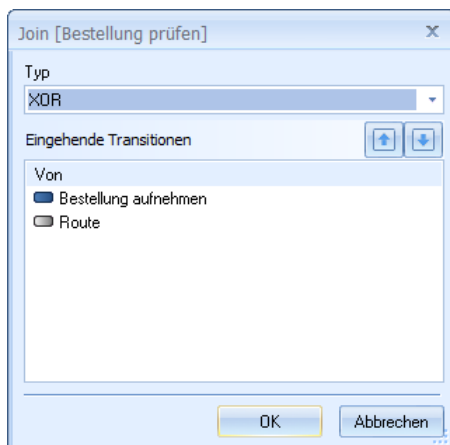 Join [Bestellung prüfen]
Typ
XOR
Eingehende Transitionen
Von
Bestellung aufnehmen
Route
OK
Abbrechen